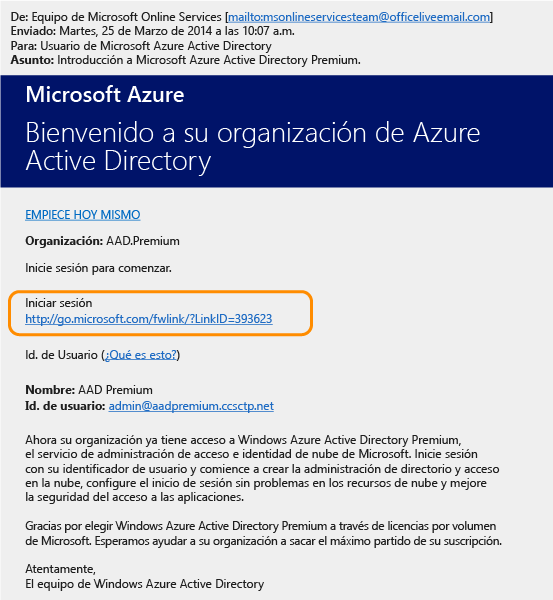 De: Equipo de Microsoft Online Services [mailto:msonlineservicesteam@officeliveemail.com]
Enviado: Martes, 25 de Marzo de 2014 a las 10:07 a.m.
Para: Usuario de Microsoft Azure Active Directory
Asunto: Introducción a Microsoft Azure Active Directory Premium.
Microsoft Azure
Bienvenido a su organización de Azure
Active Directory
EMPIECE HOY MISMO
Organización: AAD.Premium
Inicie sesión para comenzar.
Iniciar sesión
http://go.microsoft.com/fwlink/?LinkID=393623
Id. de Usuario (¿Qué es esto?)
Nombre: AAD Premium
Id. de usuario: admin@aadpremium.ccsctp.net
Ahora su organización ya tiene acceso a Windows Azure Active Directory Premium,
el servicio de administración de acceso e identidad de nube de Microsoft. Inicie sesión
con su identificador de usuario y comience a crear la administración de directorio y acceso
en la nube, configure el inicio de sesión sin problemas en los recursos de nube y mejore
la seguridad del acceso a las aplicaciones.
Gracias por elegir Windows Azure Active Directory Premium a través de licencias por volumen
de Microsoft. Esperamos ayudar a su organización a sacar el máximo partido de su suscripción.
Atentamente,
El equipo de Windows Azure Active Directory